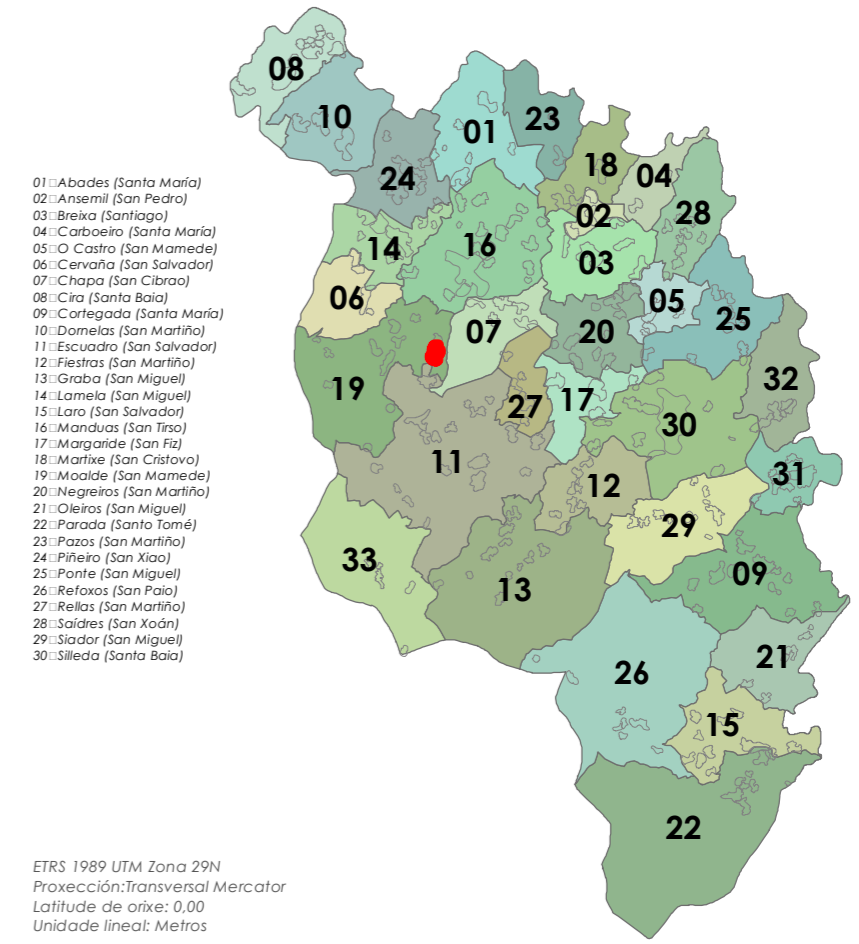 08
10
01
23
24
18
04
02
28
16
03
14
06
05
25
07
20
19
32
17
27
30
11
12
31
29
33
09
13
21
26
15
22
01□Abades (Santa María)
02□Ansemil (San Pedro)
03□Breixa (Santiago)
04□Carboeiro (Santa María)
05□O Castro (San Mamede)
06□Cervaña (San Salvador)
07□Chapa (San Cibrao)
08□Cira (Santa Baia)
09□Cortegada (Santa María)
10□Dornelas (San Martiño)
11□Escuadro (San Salvador)
12□Fiestras (San Martiño)
13□Graba (San Miguel)
14□Lamela (San Miguel)
15□Laro (San Salvador)
16□Manduas (San Tirso)
17□Margaride (San Fiz)
18□Martixe (San Cristovo)
19□Moalde (San Mamede)
20□Negreiros (San Martiño)
21□Oleiros (San Miguel)
22□Parada (Santo Tomé)
23□Pazos (San Martiño)
24□Piñeiro (San Xiao)
25□Ponte (San Miguel)
26□Refoxos (San Paio)
27□Rellas (San Martiño)
28□Saídres (San Xoán)
29□Siador (San Miguel)
30□Silleda (Santa Baia)
ETRS 1989 UTM Zona 29N
Proxección:Transversal Mercator
Latitude de orixe: 0,00
Unidade lineal: Metros